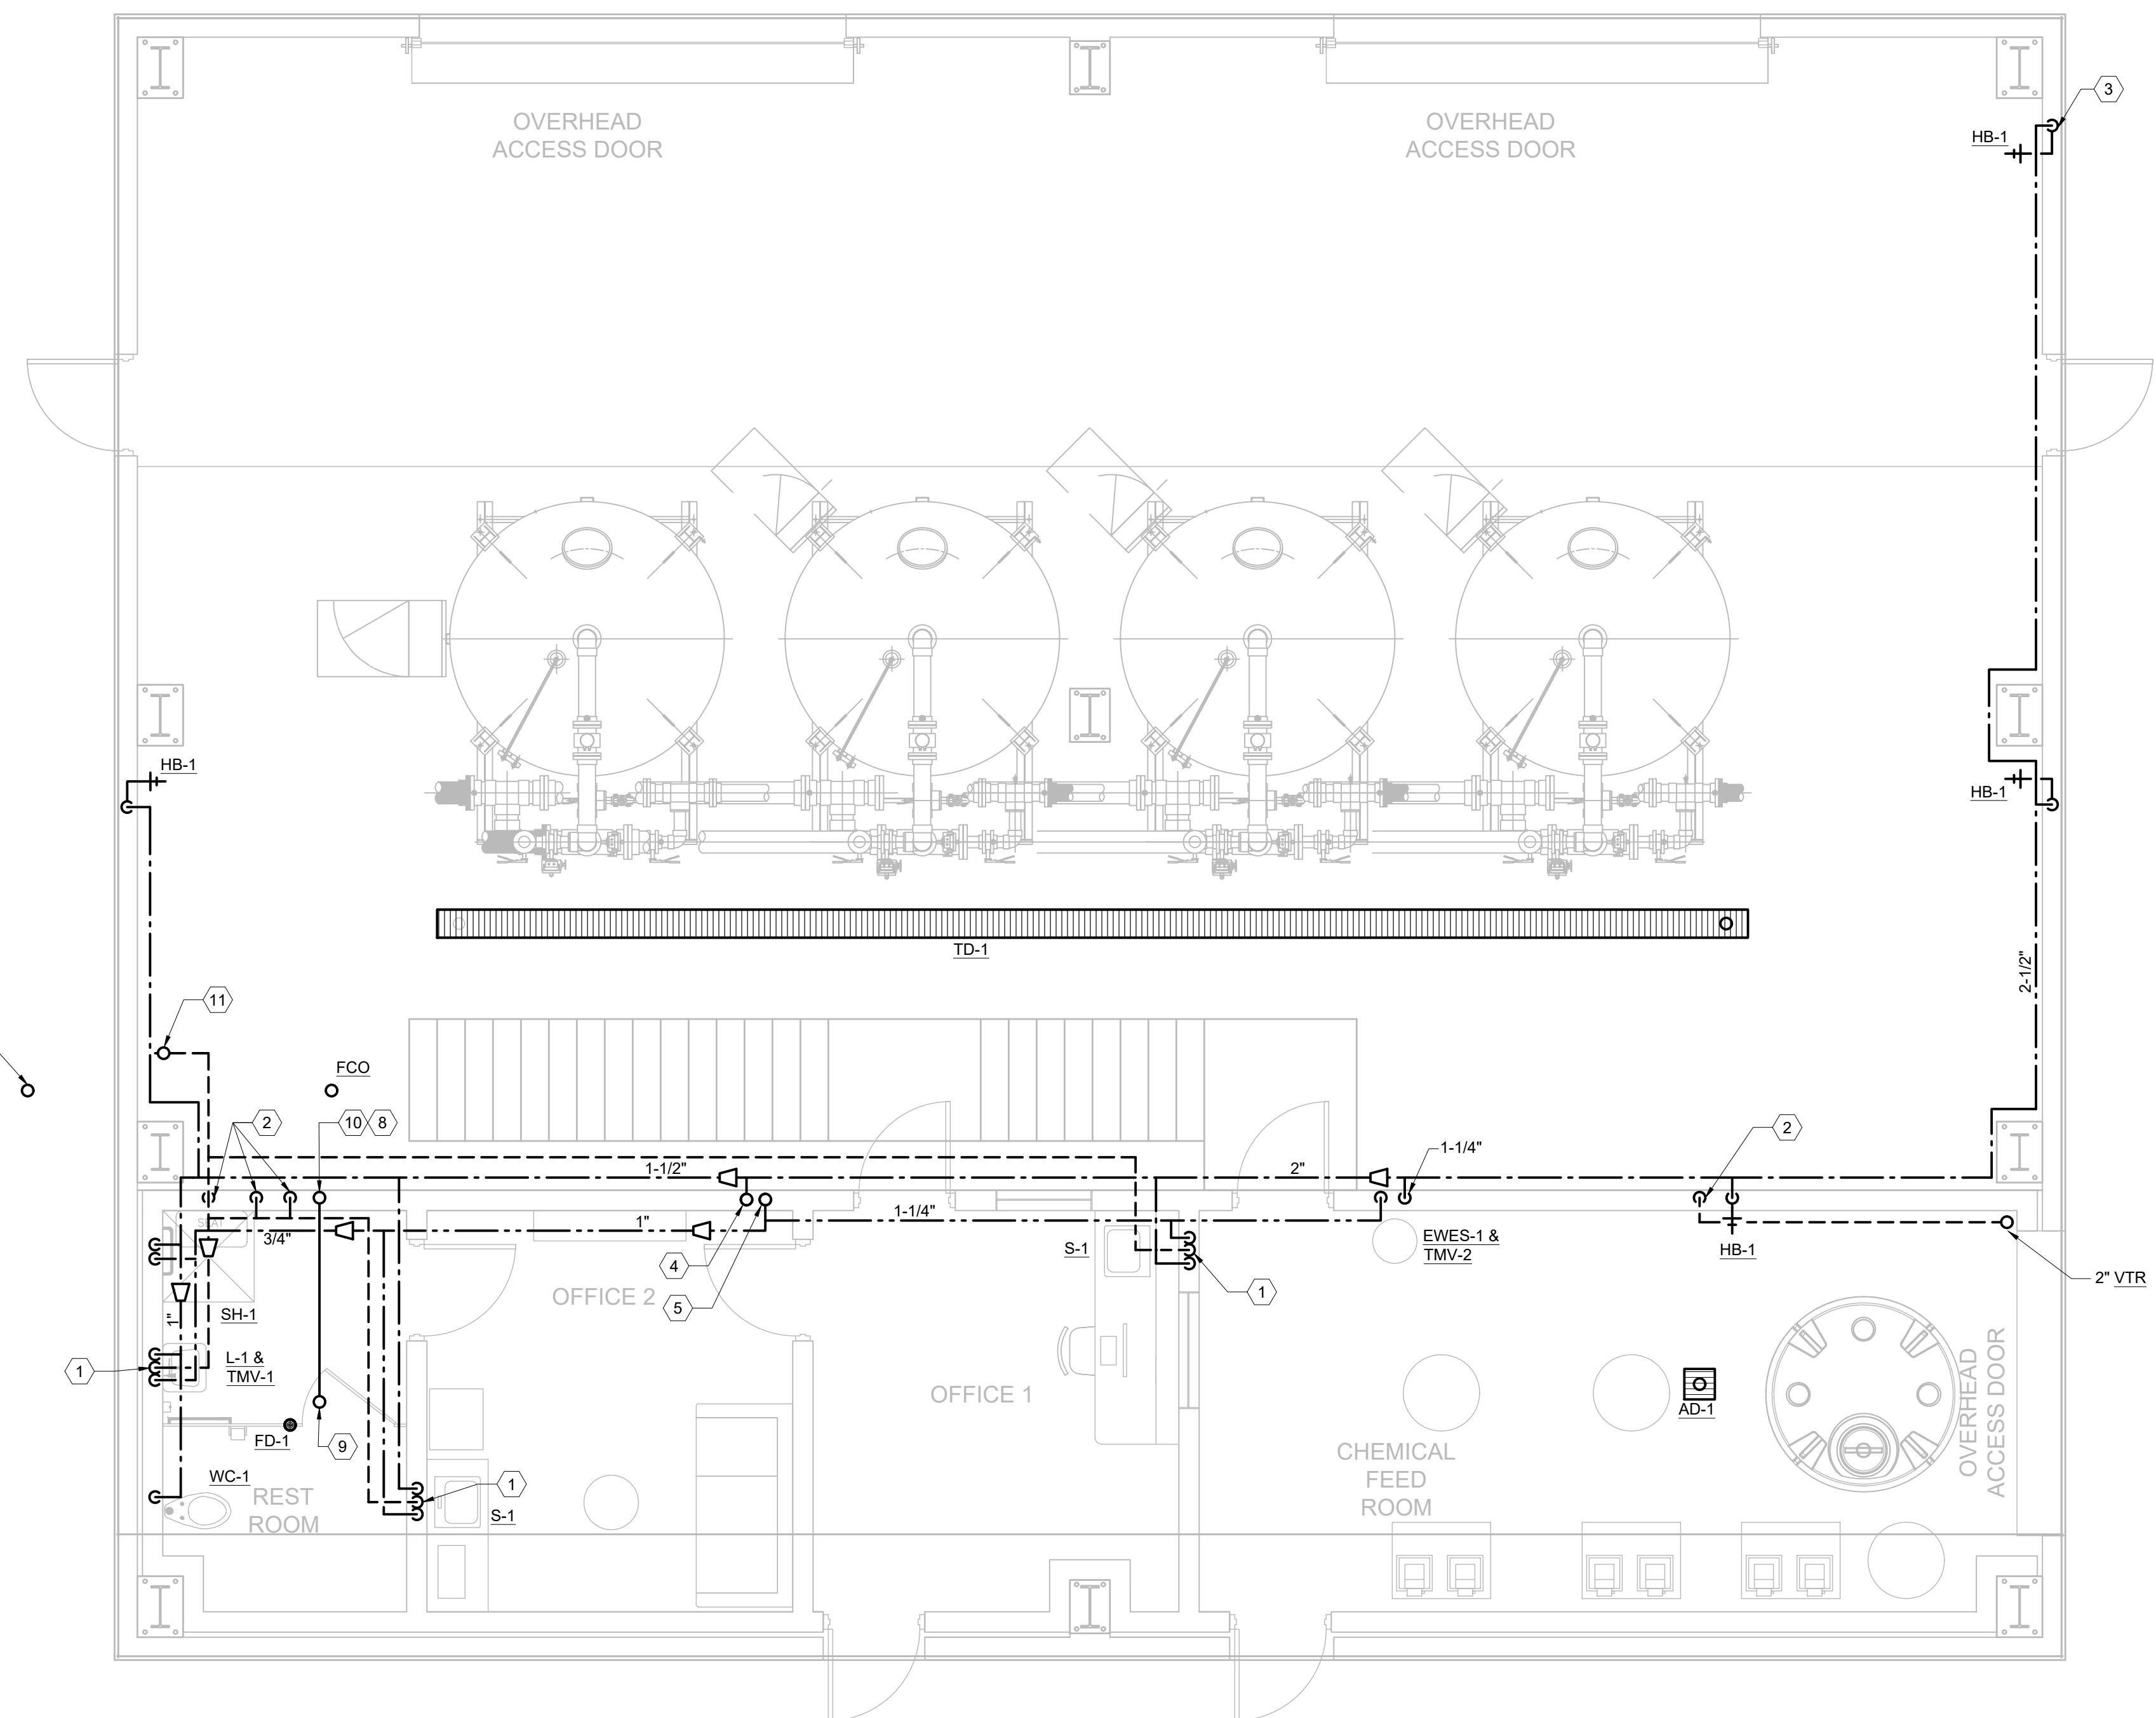 3
HB-1
OVERHEAD
ACCESS DOOR
OVERHEAD
ACCESS DOOR
HB-1
HB-1
TD-1
2-1/2"
11
FCO
2
10
8
2
1-1/4"
1-1/2"
2"
1"
1-1/4"
SEAT
3/4"
4
5
S-1
EWES-1 &
TMV-2
HB-1
2" VTR
1
OFFICE 2
SH-1
1"
L-1 &
TMV-1
1
OFFICE 1
AD-1
OVERHEAD
ACCESS DOOR
FD-1
9
CHEMICAL
FEED
ROOM
WC-1
REST
ROOM
1
S-1